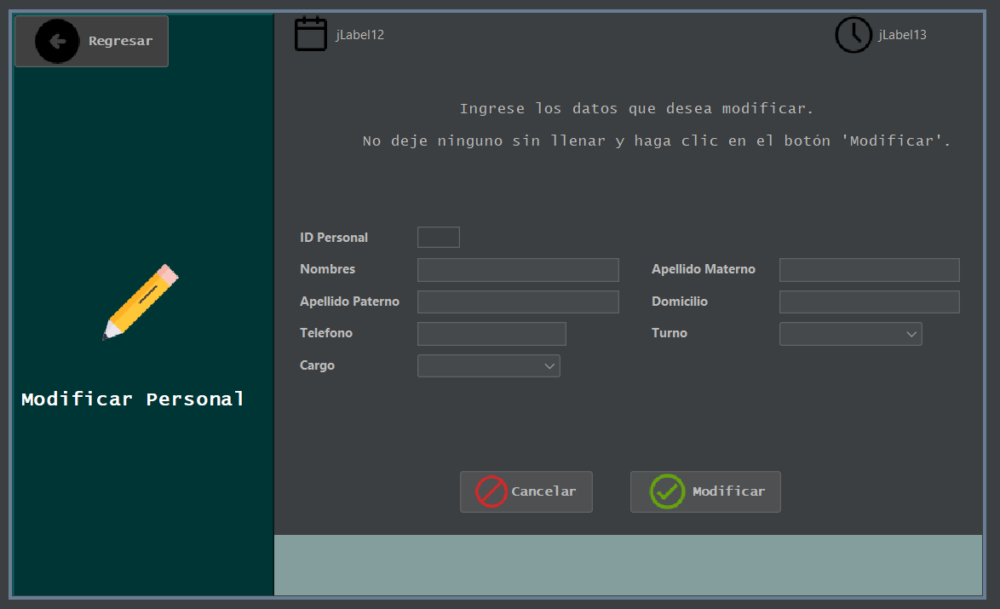 Regresar
jLabel12
jLabel13
Ingrese los datos que desea modificar.
No deje ninguno sin llenar y haga clic en el botón 'Modificar'.
ID Personal
Nombres
Apellido Materno
Apellido Paterno
Domicilio
Telefono
Turno
Cargo
Modificar Personal
Cancelar
Modificar